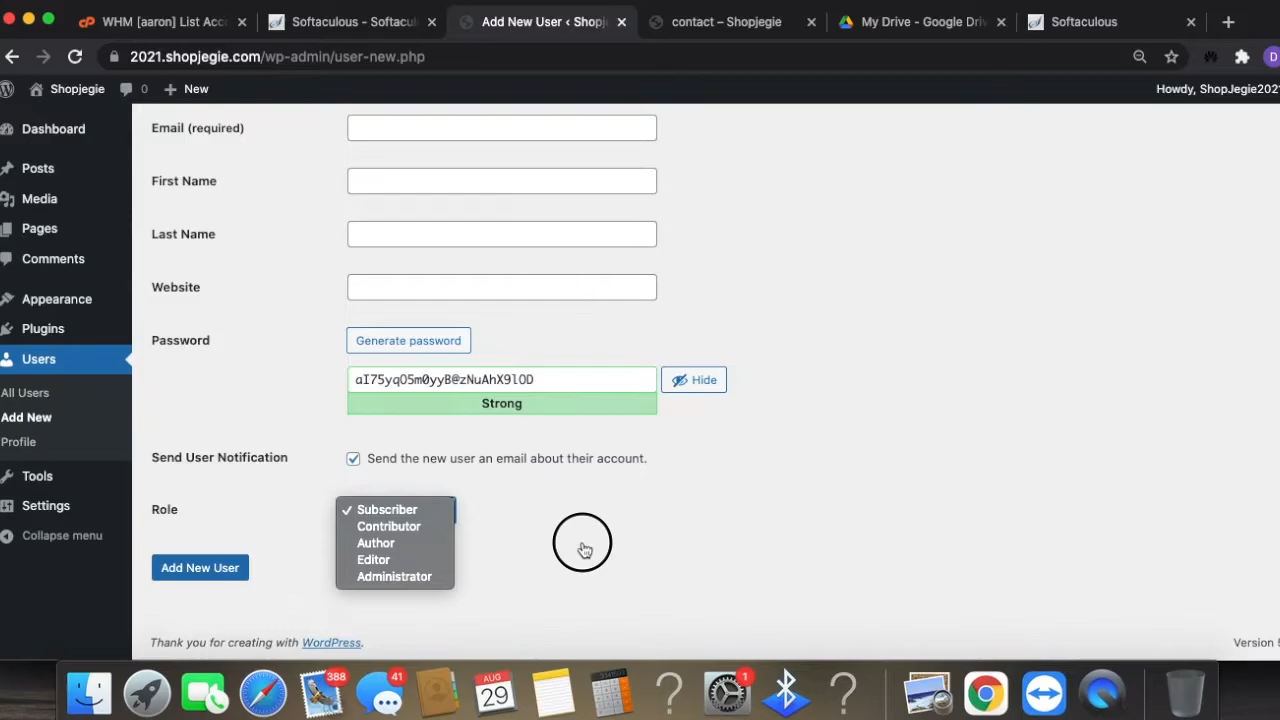 WHM [aaron] List Acc
Softaculous - Softacul
Add New User ‹ Shopj
contact – Shopjegie
My Drive - Google Dri
Softaculous
2021.shopjegie.com/wp-admin/user-new.php
D
Shopjegie
0
New
Howdy, ShopJegie2021
Dashboard
Posts
Media
Pages
Comments
Appearance
Plugins
Users
All Users
Add New
Profile
Tools
Settings
Collapse menu
Email (required)
First Name
Last Name
Website
Password
Generate password
aI75yqO5m0yyB@zNuAhX9lOD
Hide
Strong
Send User Notification
Send the new user an email about their account.
Role
Subscriber
Contributor
Author
Editor
Administrator
Add New User
Thank you for creating with WordPress.
Version 5
388
41
AUG
29
1